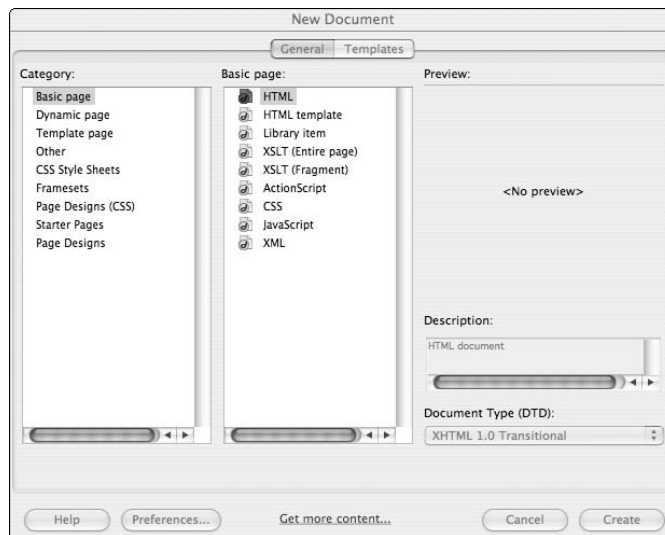 New Document
General Templates
Category:
Basic page
Dynamic page
Template page
Other
CSS Style Sheets
Framesets
Page Designs (CSS)
Starter Pages
Page Designs
Basic page:
HTML
HTML template
Library item
XSLT (Entire page)
XSLT (Fragment)
ActionScript
CSS
JavaScript
XML
Preview:
<No preview>
Description:
HTML document
Document Type (DTD):
XHTML 1.0 Transitional
Help Preferences... Get more content... Cancel Create